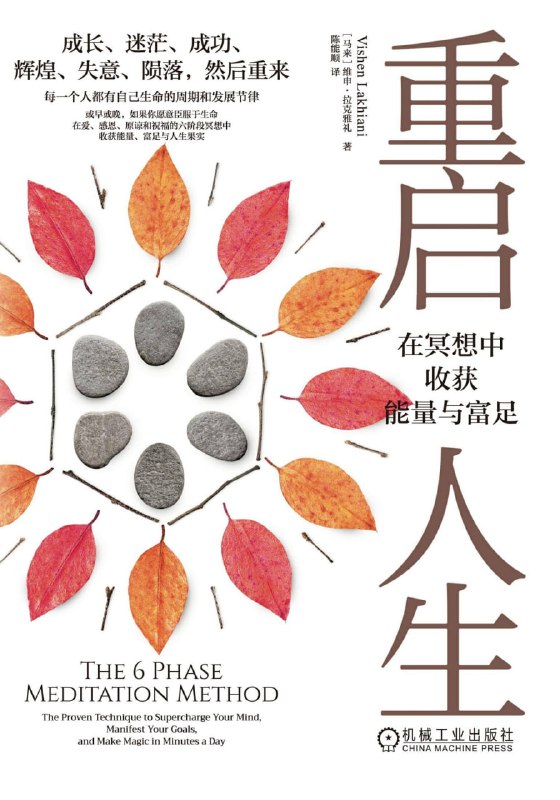 成长、迷茫、成功、
辉煌、失意、陨落，然后重来
每一个人都有自己生命的周期和发展节律
或早或晚，如果你愿意臣服于生命
在爱、感恩、原谅和祝福的六阶段冥想中
收获能量、富足与人生果实
Vishen Lakhiani
［马来］维申·拉克雅礼 著
陈能顺 译
重启
在冥想中
收获
能量与富足
人生
THE 6 PHASE
MEDITATION METHOD
The Proven Technique to Supercharge Your Mind,
Manifest Your Goals,
and Make Magic in Minutes a Day
机械工业出版社
CHINA MACHINE PRESS